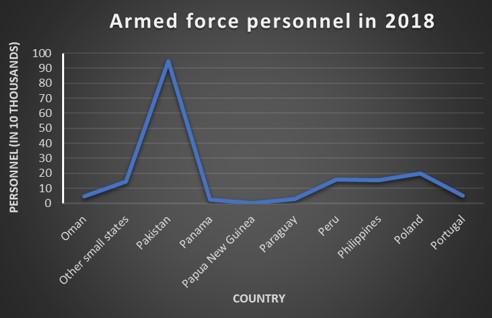 Armed force personnel in 2018
PERSONNEL (IN 10 THOUSANDS)
100
90
80
70
60
50
40
30
20
10
0
Oman
Other small states
Pakistan
Panama
Papua New Guinea
Paraguay
Peru
Philippines
Poland
Portugal
COUNTRY